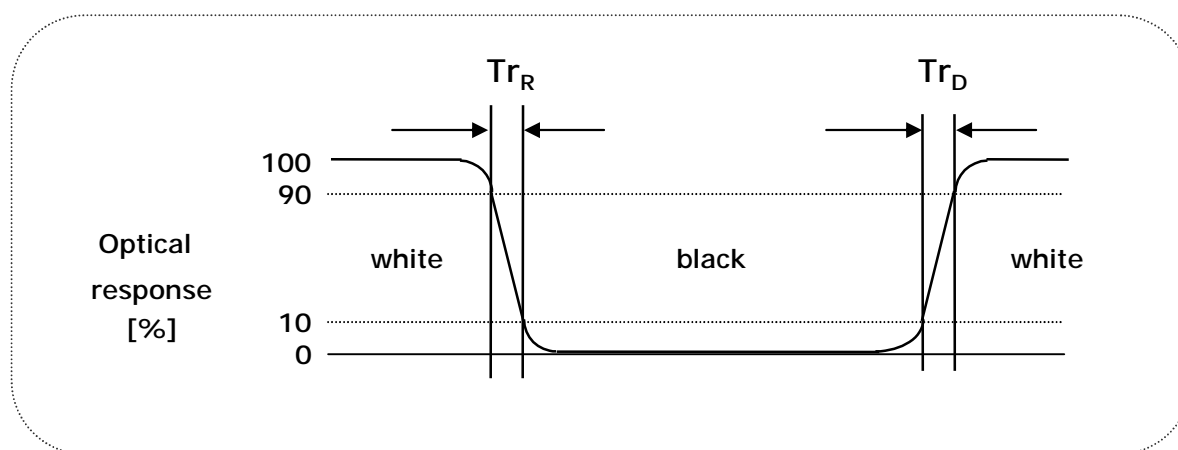 Tr_R
Tr_D
100
90
Optical
response
[%]
white
black
white
10
0